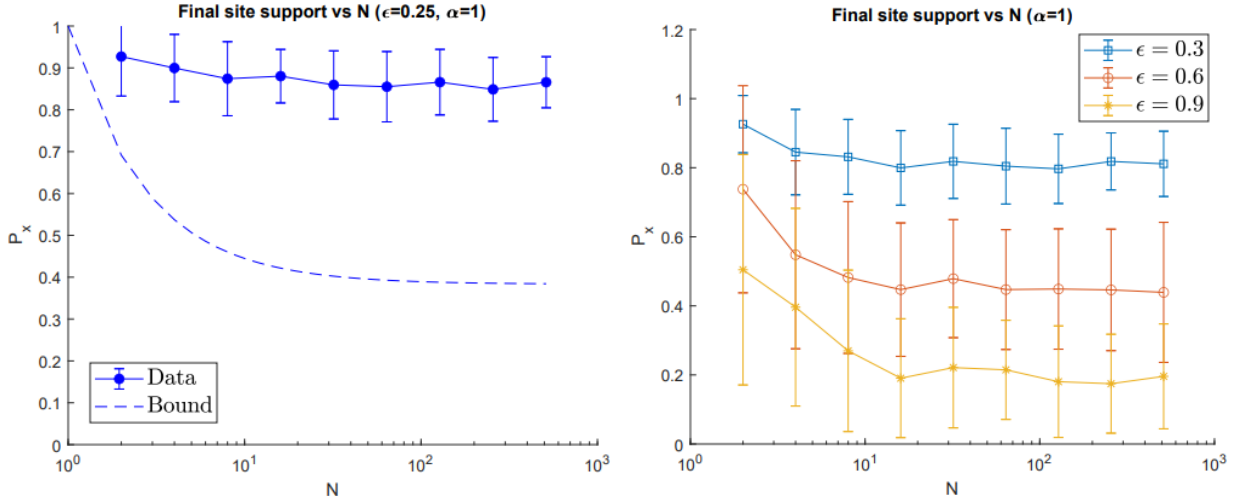 Final site support vs N (ϵ=0.25, α=1)
1
0.9
0.8
0.7
0.6
0.5
0.4
0.3
0.2
0.1
0
P_x
Data
Bound
10^0
10^1
10^2
10^3
N
Final site support vs N (α=1)
1.2
1
0.8
0.6
0.4
0.2
0
P_x
ϵ = 0.3
ϵ = 0.6
ϵ = 0.9
10^0
10^1
10^2
10^3
N